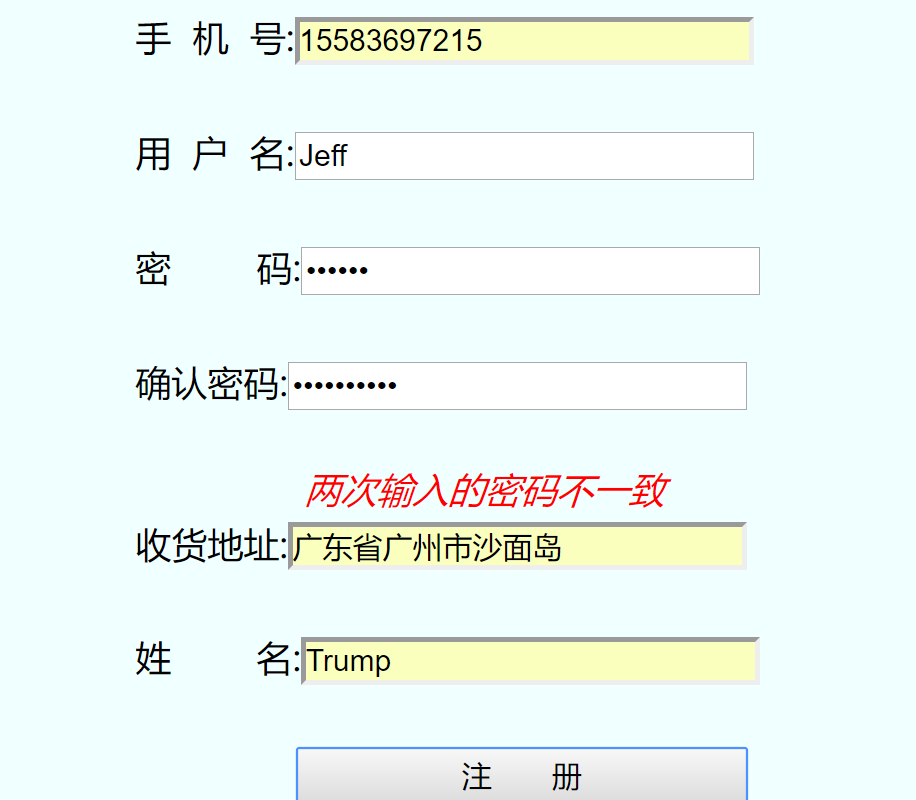 手 机 号:15583697215
用 户 名:Jeff
密 码:••••••
确认密码:••••••••••
两次输入的密码不一致
收货地址:广东省广州市沙面岛
姓 名:Trump
注 册